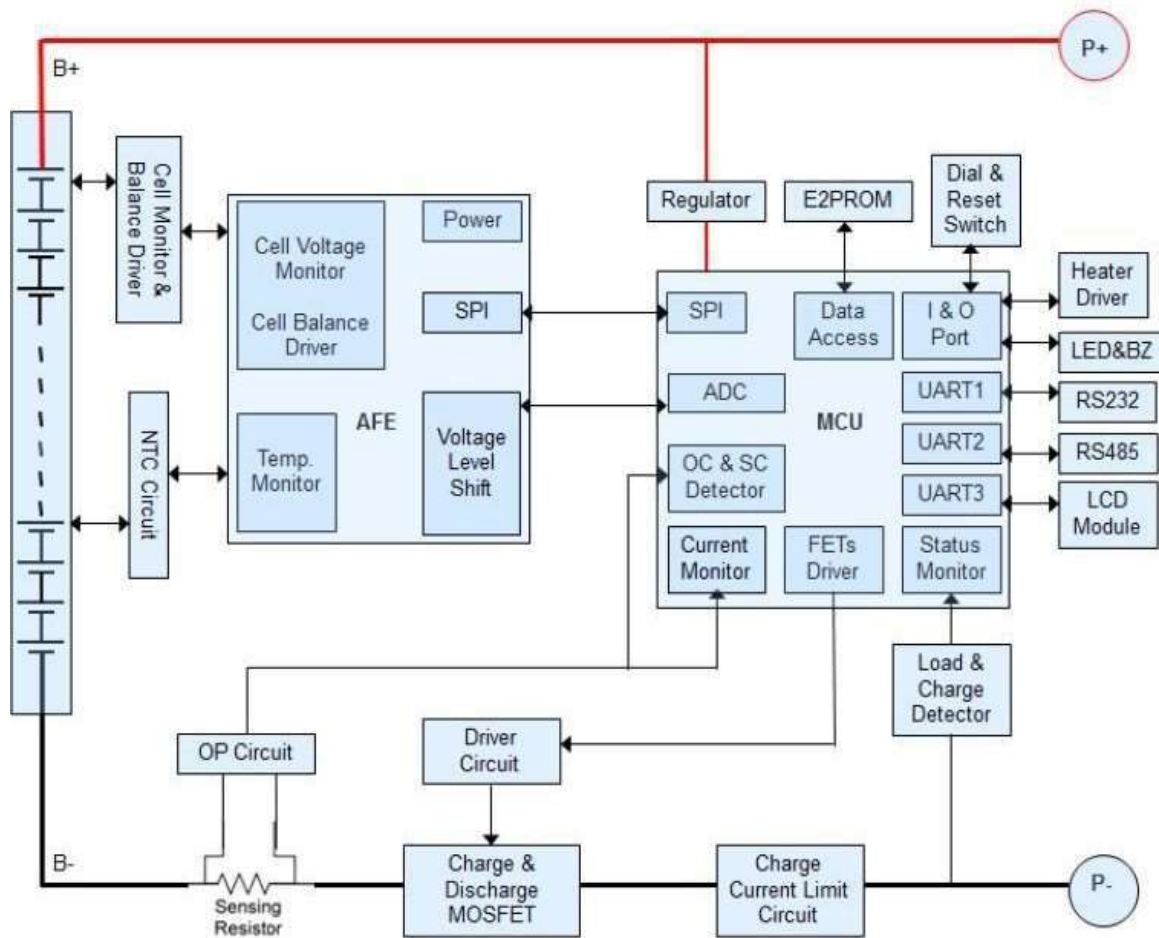 P+
B+
Cell Monitor &
Balance Driver
Regulator
E2PROM
Dial &
Reset
Switch
Cell Voltage
Monitor
Cell Balance
Driver
Power
SPI
AFE
Temp.
Monitor
Voltage
Level
Shift
NTC Circuit
SPI
Data
Access
I & O
Port
Heater
Driver
LED&BZ
ADC
MCU
UART1
RS232
OC & SC
Detector
UART2
RS485
UART3
LCD
Module
Current
Monitor
FETs
Driver
Status
Monitor
Load &
Charge
Detector
OP Circuit
Driver
Circuit
B-
Sensing
Resistor
Charge &
Discharge
MOSFET
Charge
Current Limit
Circuit
P-